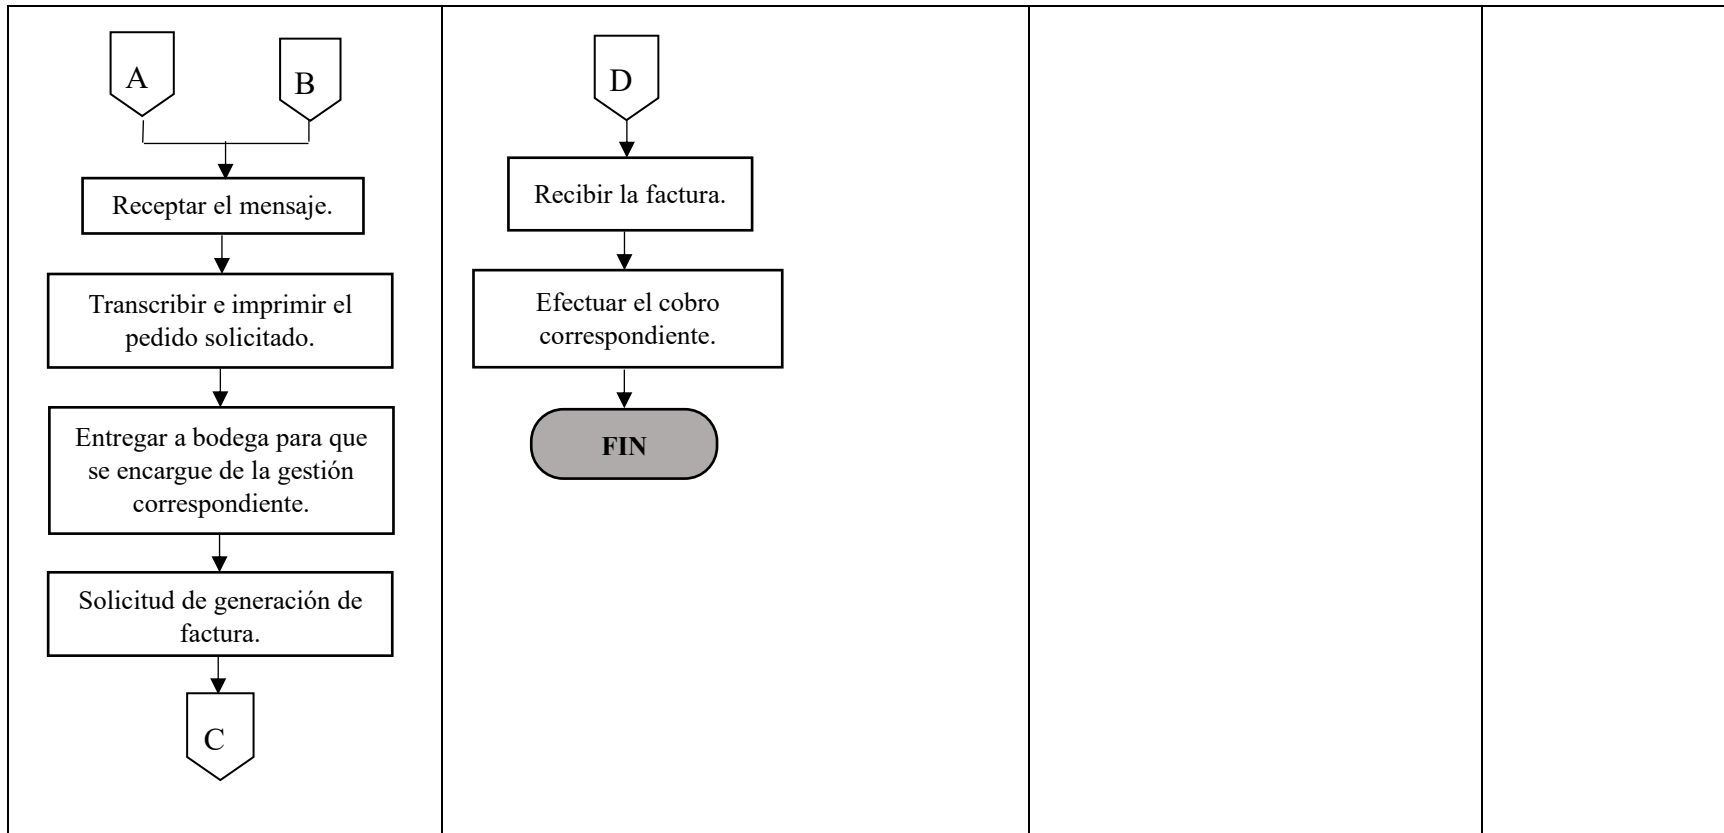 A
B
Receptar el mensaje.
Transcribir e imprimir el
pedido solicitado.
Entregar a bodega para que
se encargue de la gestión
correspondiente.
Solicitud de generación de
factura.
C
D
Recibir la factura.
Efectuar el cobro
correspondiente.
FIN